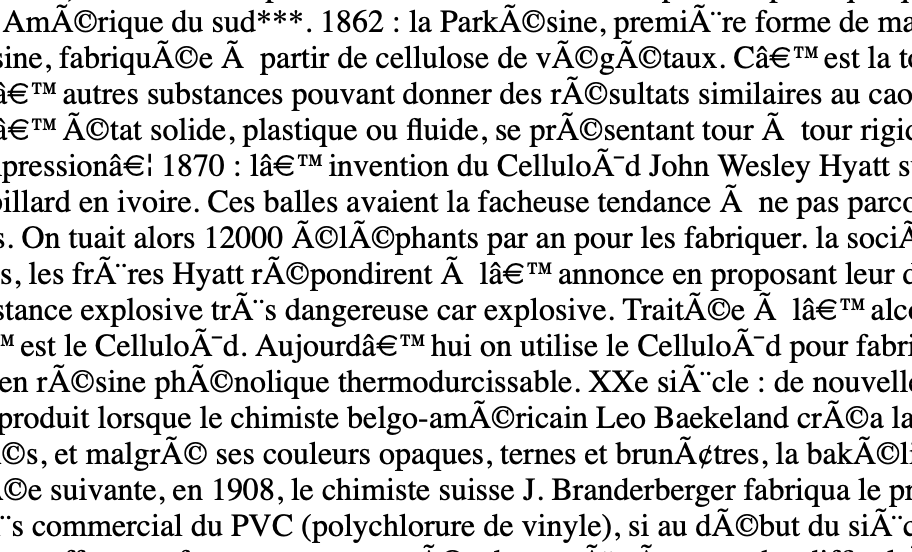 AmÃ©rique du sud***. 1862 : la ParkÃ©sine, premiÃ¨re forme de ma
sine, fabriquÃ©e Ã  partir de cellulose de vÃ©gÃ©taux. Câ€™est la to
â€™autres substances pouvant donner des rÃ©sultats similaires au cao
â€™Ã©tat solide, plastique ou fluide, se prÃ©sentant tour Ã  tour rigid
pressionâ€¦ 1870 : lâ€™invention du CelluloÃ¯d John Wesley Hyatt s
billard en ivoire. Ces balles avaient la facheuse tendance Ã  ne pas parco
s. On tuait alors 12000 Ã©lÃ©phants par an pour les fabriquer. la sociÃ
s, les frÃ¨res Hyatt rÃ©pondirent Ã  lâ€™annonce en proposant leur d
stance explosive trÃ¨s dangereuse car explosive. TraitÃ©e Ã  lâ€™alco
™est le CelluloÃ¯d. Aujourdâ€™hui on utilise le CelluloÃ¯d pour fabri
en rÃ©sine phÃ©nolique thermodurcissable. XXe siÃ¨cle : de nouvelle
produit lorsque le chimiste belgo-amÃ©ricain Leo Baekeland crÃ©a la
©s, et malgrÃ© ses couleurs opaques, ternes et brunÃ¢tres, la bakÃ©li
©e suivante, en 1908, le chimiste suisse J. Branderberger fabriqua le pr
¨s commercial du PVC (polychlorure de vinyle), si au dÃ©but du siÃ¨c